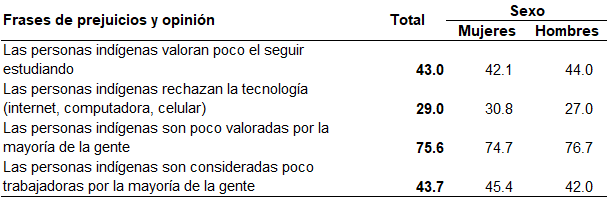 Frases de prejuicios y opinión Total Sexo
Mujeres Hombres
Las personas indígenas valoran poco el seguir
estudiando 43.0 42.1 44.0
Las personas indígenas rechazan la tecnología
(internet, computadora, celular) 29.0 30.8 27.0
Las personas indígenas son poco valoradas por la
mayoría de la gente 75.6 74.7 76.7
Las personas indígenas son consideradas poco
trabajadoras por la mayoría de la gente 43.7 45.4 42.0